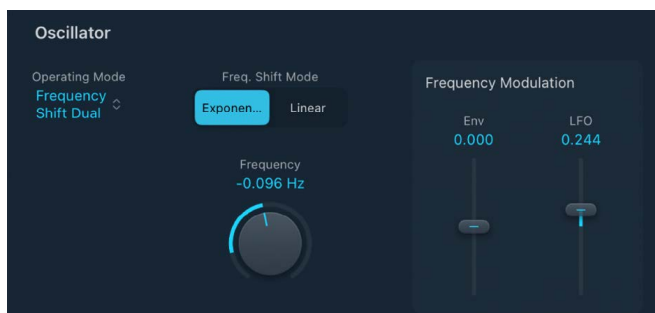 Oscillator
Operating Mode
Frequency
Shift Dual
Freq. Shift Mode
Exponen...
Linear
Frequency
-0.096 Hz
Frequency Modulation
Env
0.000
LFO
0.244